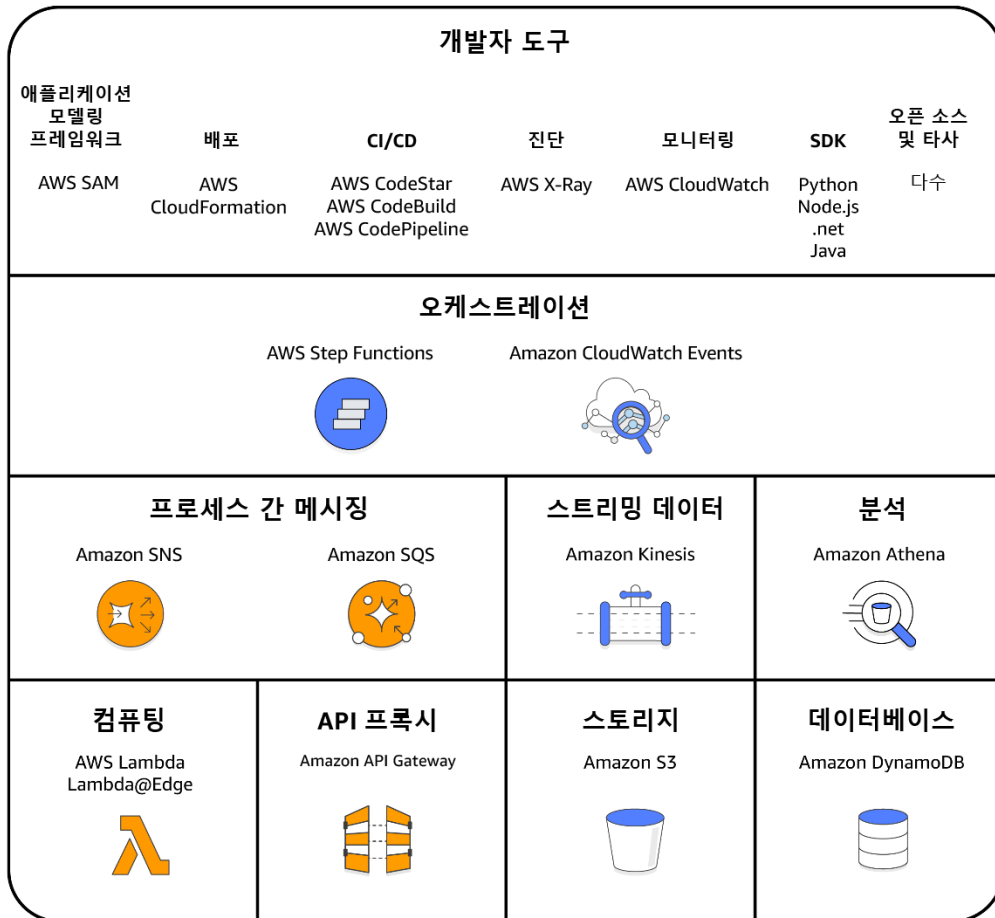 개발자 도구
애플리케이션
모델링
프레임워크
AWS SAM
배포
AWS
CloudFormation
CI/CD
AWS CodeStar
AWS CodeBuild
AWS CodePipeline
진단
AWS X-Ray
모니터링
AWS CloudWatch
SDK
Python
Node.js
.net
Java
오픈 소스
및 타사
다수
오케스트레이션
AWS Step Functions
Amazon CloudWatch Events
프로세스 간 메시징
Amazon SNS
Amazon SQS
스트리밍 데이터
Amazon Kinesis
분석
Amazon Athena
컴퓨팅
AWS Lambda
Lambda@Edge
API 프록시
Amazon API Gateway
스토리지
Amazon S3
데이터베이스
Amazon DynamoDB